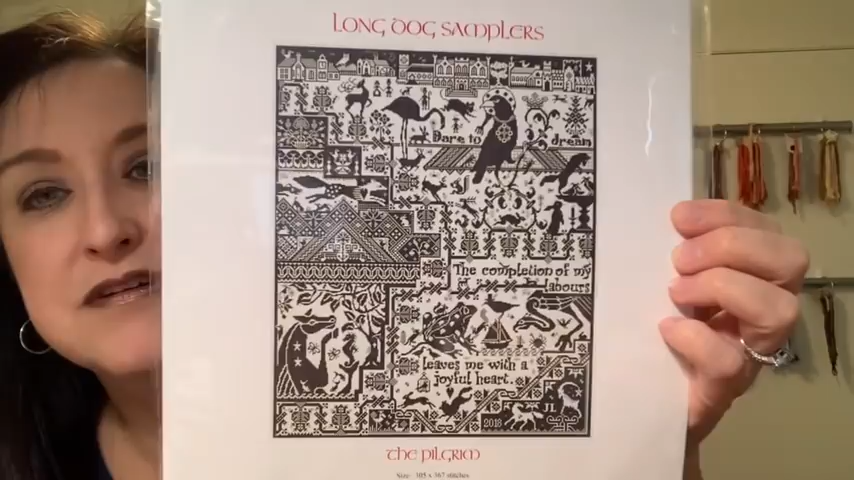 LONG DOG SAMPLERS
Dare to dream
The completion of my
labours
leaves me with a
joyful heart.
JL
2018
THE PILGRIM